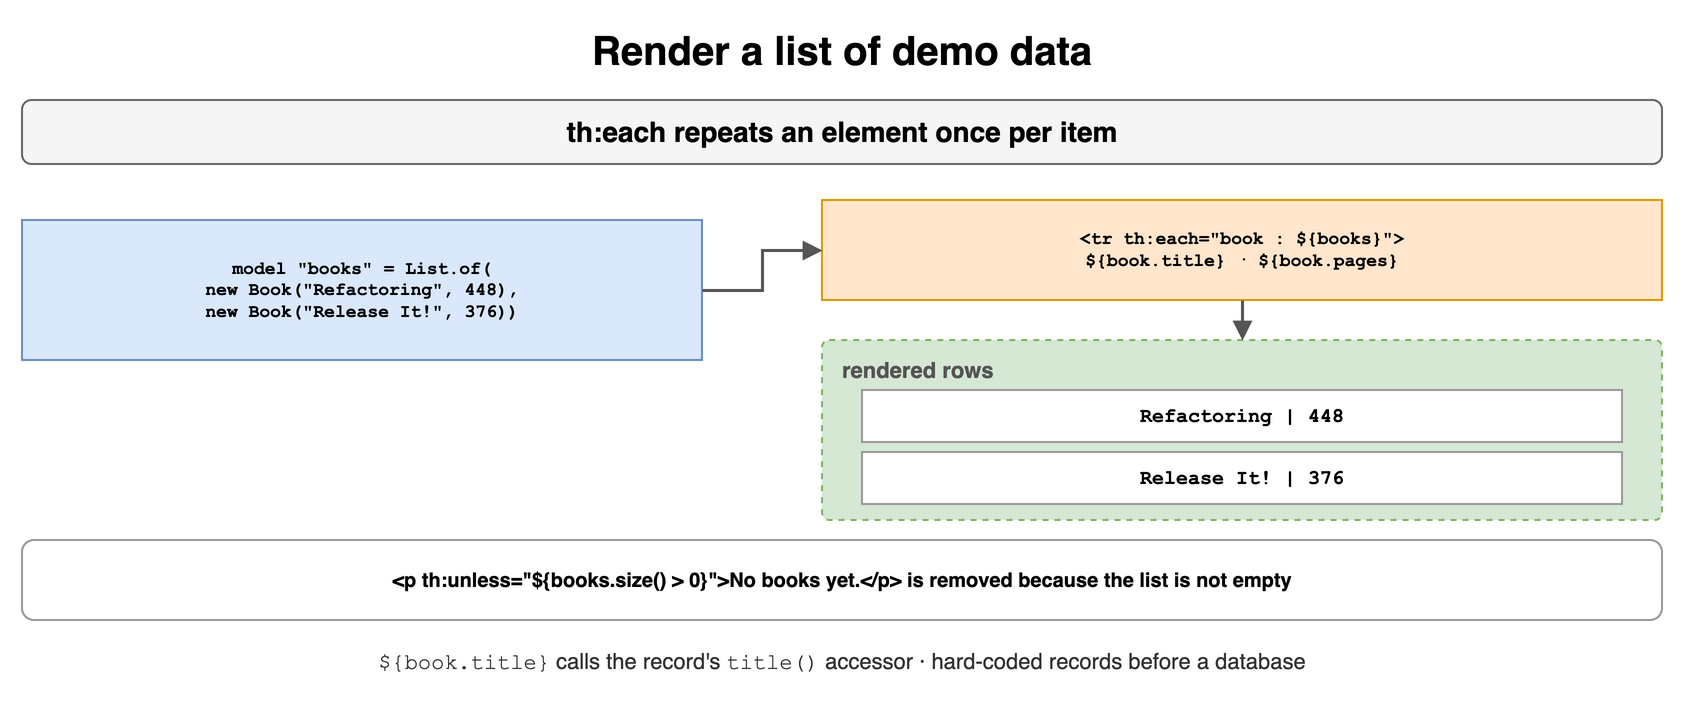 Render a list of demo data
th:each repeats an element once per item
model "books" = List.of(
new Book("Refactoring", 448),
new Book("Release It!", 376))
<tr th:each="book : ${books}">
${book.title} · ${book.pages}
rendered rows
Refactoring | 448
Release It! | 376
<p th:unless="${books.size() > 0}">No books yet.</p> is removed because the list is not empty
${book.title} calls the record's title() accessor · hard-coded records before a database